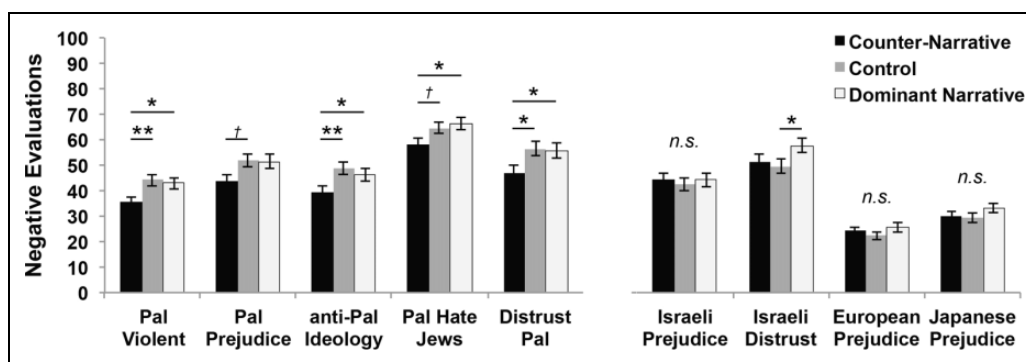 Negative Evaluations
100
90
80
70
60
50
40
30
20
10
0
* 
**
†
*
**
*
†
*
*
n.s.
*
n.s.
n.s.
Counter-Narrative
Control
Dominant Narrative
Pal Violent
Pal Prejudice
anti-Pal Ideology
Pal Hate Jews
Distrust Pal
Israeli Prejudice
Israeli Distrust
European Prejudice
Japanese Prejudice